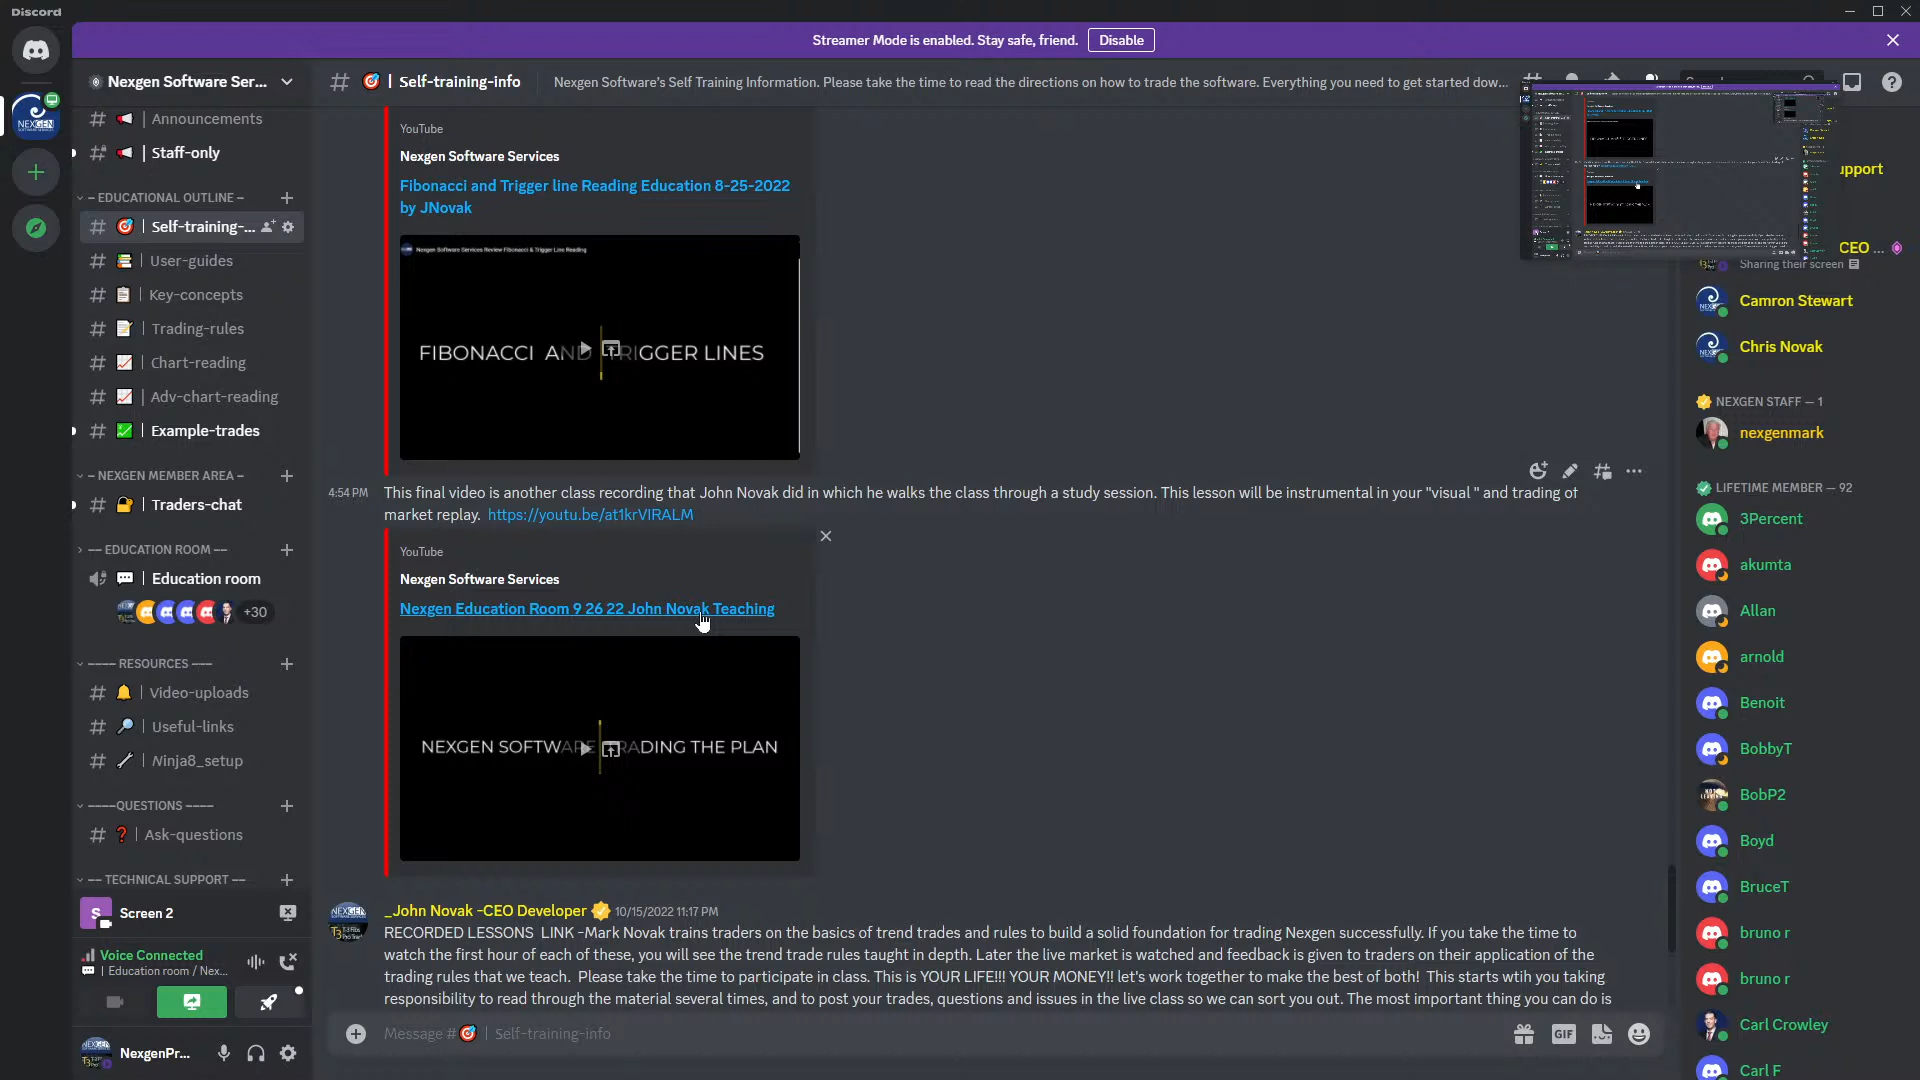 Discord
Streamer Mode is enabled. Stay safe, friend.
Disable
Nexgen Software Ser...
| Self-training-info
Nexgen Software's Self Training Information. Please take the time to read the directions on how to trade the software. Everything you need to get started dow...
NEXGEN
| Announcements
| Staff-only
– EDUCATIONAL OUTLINE –
| Self-training-...
| User-guides
| Key-concepts
| Trading-rules
| Chart-reading
| Adv-chart-reading
| Example-trades
– NEXGEN MEMBER AREA –
| Traders-chat
–– EDUCATION ROOM ––
| Education room
+30
–––– RESOURCES –––
| Video-uploads
| Useful-links
| Ninja8_setup
––––QUESTIONS ––––
| Ask-questions
–– TECHNICAL SUPPORT ––
S
Screen 2
Voice Connected
| Education room / Nex...
NexgenPr...
YouTube
Nexgen Software Services
Fibonacci and Trigger line Reading Education 8-25-2022
by JNovak
Nexgen Software Services Review Fibonacci & Trigger Line Reading
FIBONACCI AND TRIGGER LINES
4:54 PM
This final video is another class recording that John Novak did in which he walks the class through a study session. This lesson will be instrumental in your "visual " and trading of
market replay. https://youtu.be/at1krVIRALM
YouTube
Nexgen Software Services
Nexgen Education Room 9 26 22 John Novak Teaching
NEXGEN SOFTWARE TRADING THE PLAN
_John Novak -CEO Developer
10/15/2022 11:17 PM
RECORDED LESSONS LINK -Mark Novak trains traders on the basics of trend trades and rules to build a solid foundation for trading Nexgen successfully. If you take the time to
watch the first hour of each of these, you will see the trend trade rules taught in depth. Later the live market is watched and feedback is given to traders on their application of the
trading rules that we teach. Please take the time to participate in class. This is YOUR LIFE!!! YOUR MONEY!! let's work together to make the best of both! This starts wtih you taking
responsibility to read through the material several times, and to post your trades, questions and issues in the live class so we can sort you out. The most important thing you can do is
Message #
| Self-training-info
GIF
upport
CEO ...
Sharing their screen
Camron Stewart
Chris Novak
NEXGEN STAFF — 1
nexgenmark
LIFETIME MEMBER — 92
3Percent
akumta
Allan
arnold
Benoit
BobbyT
BobP2
Boyd
BruceT
bruno r
bruno r
Carl Crowley
Carl F